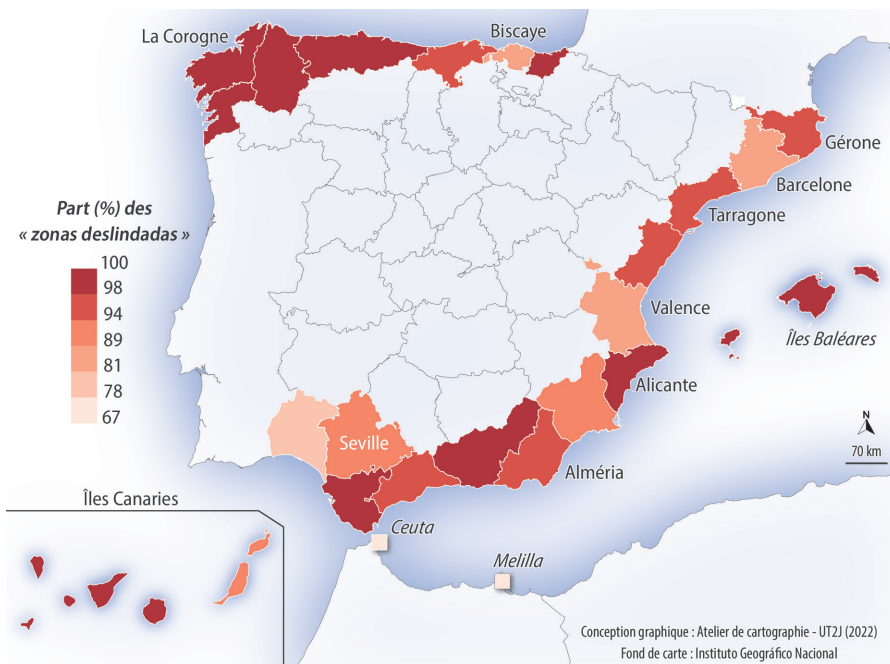 La Corogne
Biscaye
Gérone
Barcelone
Tarragone
Part (%) des
« zonas deslindadas »
100
98
94
89
81
78
67
Valence
Îles Baléares
Alicante
N
70 km
Seville
Alméria
Îles Canaries
Ceuta
Melilla
Conception graphique : Atelier de cartographie - UT2J (2022)
Fond de carte : Instituto Geográfico Nacional